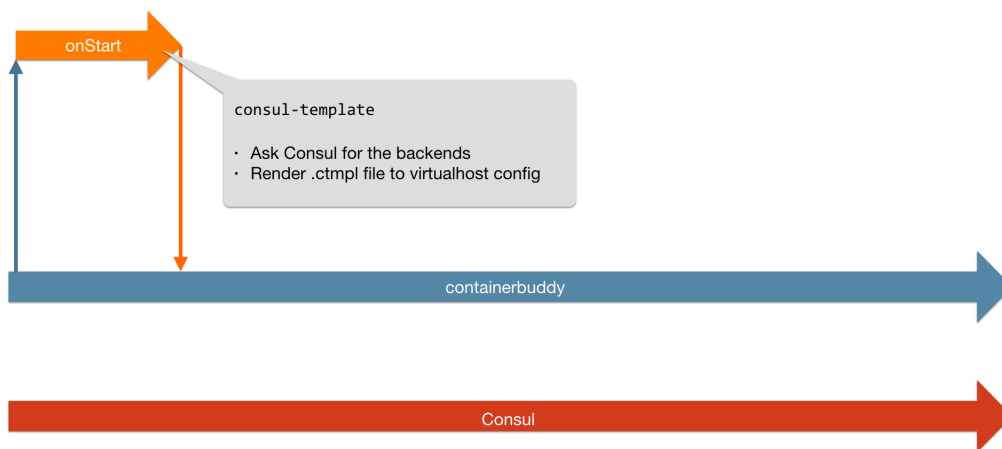 onStart
consul-template
· Ask Consul for the backends
· Render .ctmpl file to virtualhost config
containerbuddy
Consul